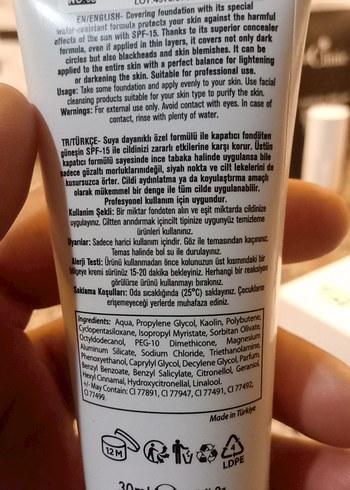 EN/ENGLISH- Covering foundation with its special
water-resistant formula protects your skin against the harmful
effects of the sun with SPF-15. Thanks to its superior concealer
formula, even if applied in thin layers, it covers not only dark
circles but also blackheads and skin blemishes. It can be
applied to the entire skin with a perfect balance for lightening
or darkening the skin. Suitable for professional use.
Usage: Take some foundation and apply evenly to your skin. Use facial
cleansing products suitable for your skin type to purify the skin.
Warnings: For external use only. Avoid contact with eyes. In case of
contact, rinse with plenty of water.
TR/TÜRKÇE- Suya dayanıklı özel formülü ile kapatıcı fondöten
güneşin SPF-15 ile cildinizi zararlı etkilerine karşı korur. Üstün
kapatıcı formülü sayesinde ince tabaka halinde uygulansa bile
sadece gözaltı morluklarınıdeğil, siyah nokta ve cilt lekelerini de
kusursuzca örter. Cildi aydınlatma ya da koyulaştırma amaçlı
olarak mükemmel bir denge ile tüm cilde uygulanabilir.
Profesyonel kullanım için uygundur.
Kullanim Şekli: Bir miktar fondoten alın ve eşit miktarda cildinize
uygulayınız. Ciltten arındırmak içincilt tipinize uygunyüz temizleme
ürünleri kullanınız.
Uyarılar: Sadece harici kullanım içindir. Göz ile temasından kaçınınız.
Temas halinde bol su ile durulayınız.
Alerji Testi: Ürünü kullanmadan önce kolunuzun üst kısmındaki bir
bölgeye kremi sürünüz 15-20 dakika bekleyiniz. Herhangi bir reaksiyon
görülürse ürünü kullanmayı bırakınız.
Saklama Koşulları: Oda sıcaklığında (25°C) saklayınız. Çocukların
erişemeyeceği yerlerde muhafaza ediniz.
Ingredients: Aqua, Propylene Glycol, Kaolin, Polybutene,
Cyclopentasiloxane, Isopropyl Myristate, Sorbitan Olivate,
Octyldodecanol, PEG-10 Dimethicone, Magnesium
Aluminum Silicate, Sodium Chloride, Triethanolamine,
Phenoxyethanol, Caprylyl Glycol, Decylene Glycol, Parfum,
Benzyl Benzoate, Benzyl Salicylate, Citronellol, Geraniol,
Hexyl Cinnamal, Hydroxycitronellal, Linalool.
+/- May Contain: CI 77891, CI 77947, CI 77491, CI 77492,
CI 77499.
Made in Türkiye
12 M
4
LDPE